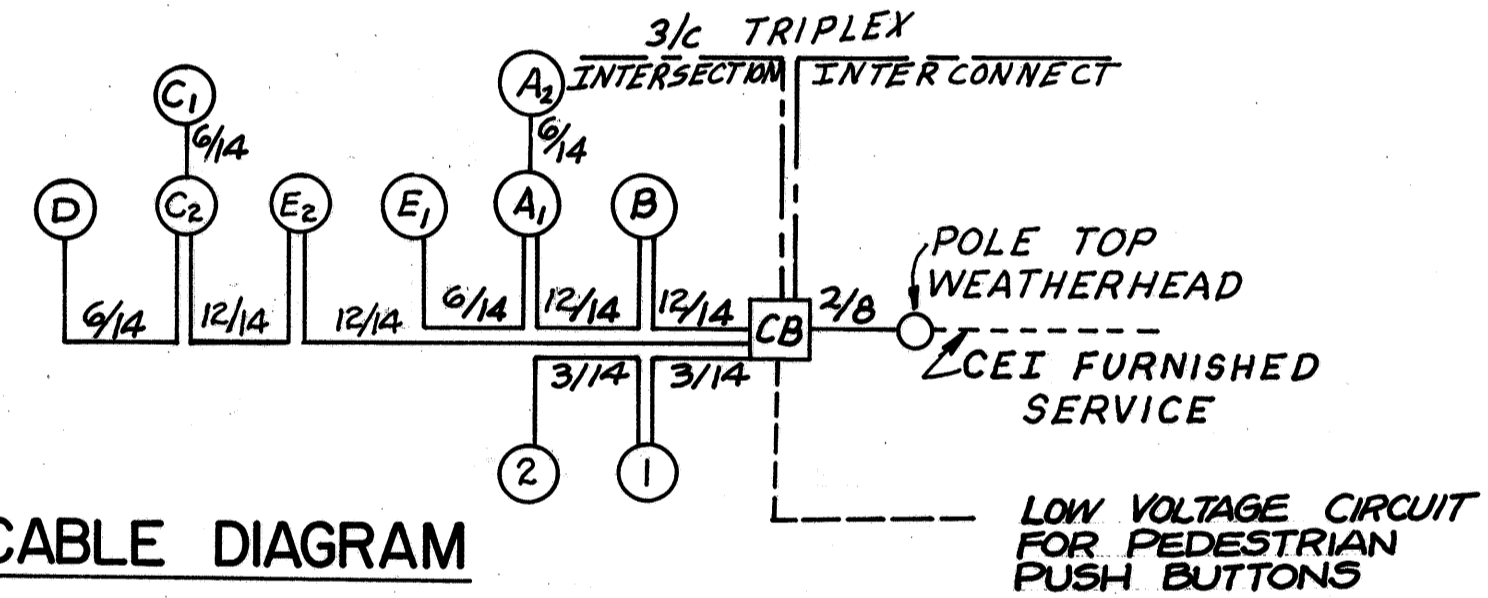 3/C TRIPLEX
INTERSECTION INTERCONNECT
C1
A2
6/14
6/14
D
C2
E2
E1
A1
B
POLE TOP
WEATHERHEAD
6/14
12/14
12/14
6/14
12/14
12/14
CB
2/8
CEI FURNISHED
SERVICE
3/14
3/14
2
1
CABLE DIAGRAM
LOW VOLTAGE CIRCUIT
FOR PEDESTRIAN
PUSH BUTTONS